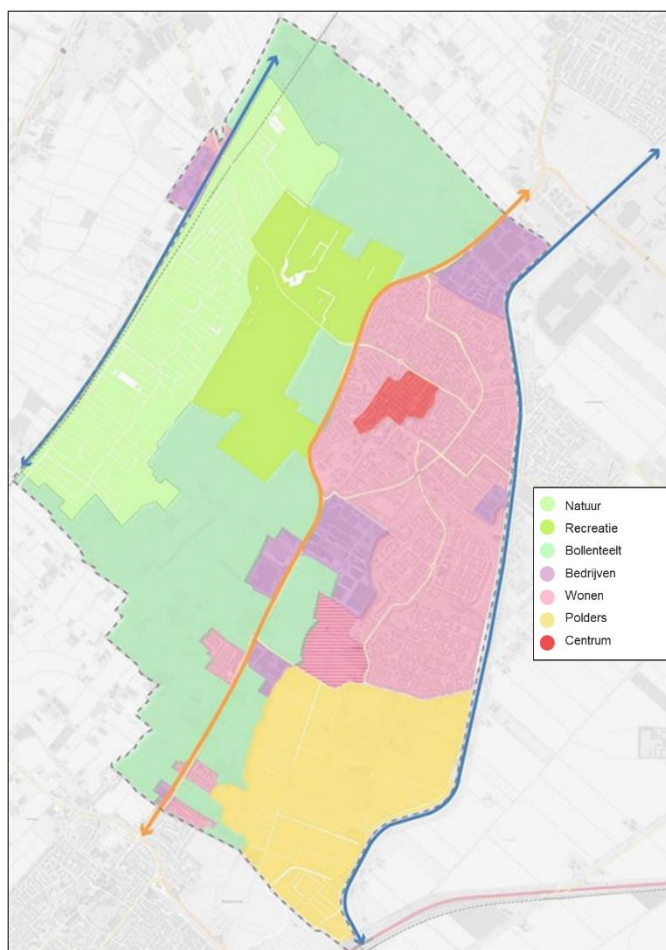 Natuur
Recreatie
Bollenteelt
Bedrijven
Wonen
Polders
Centrum